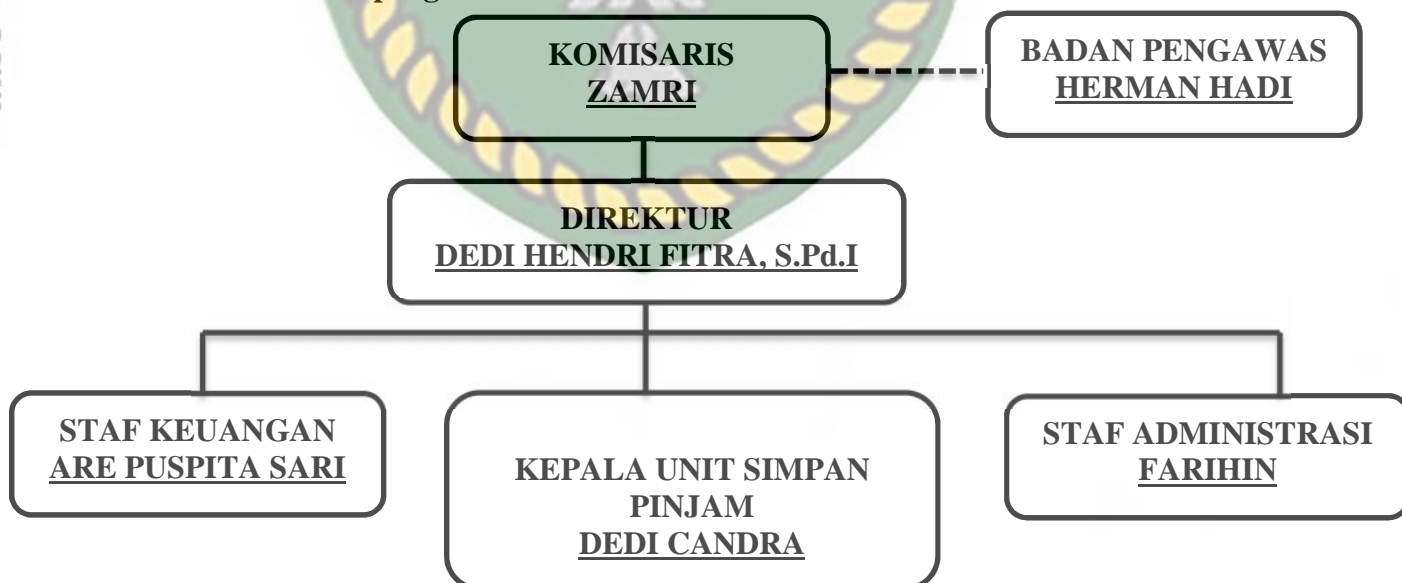 KOMISARIS
ZAMRI
BADAN PENGAWAS
HERMAN HADI
DIREKTUR
DEDI HENDRI FITRA, S.Pd.I
STAF KEUANGAN
ARE PUSPITA SARI
KEPALA UNIT SIMPAN
PINJAM
DEDI CANDRA
STAF ADMINISTRASI
FARIHIN